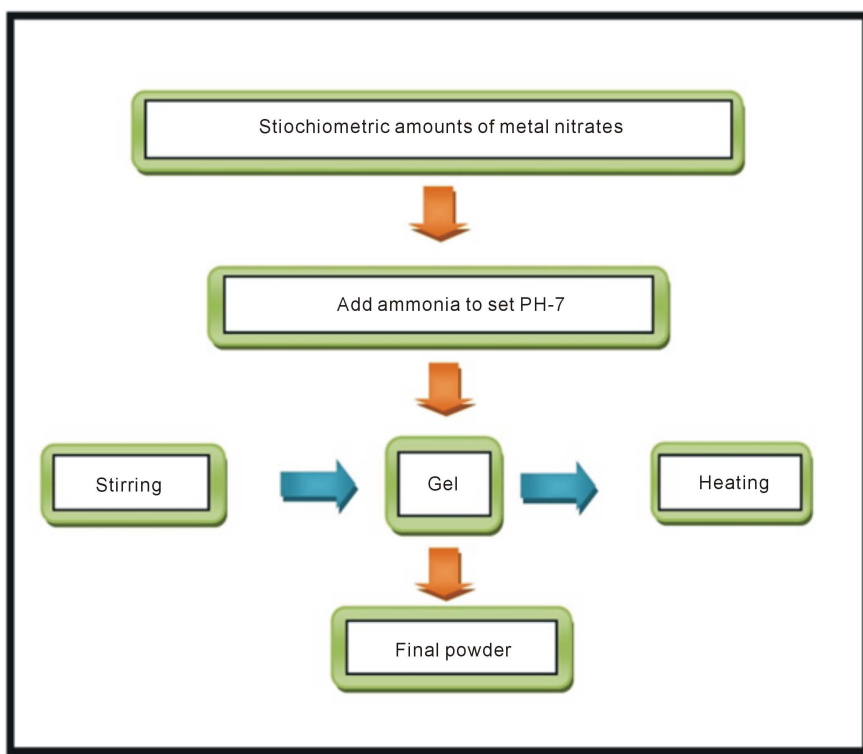 Stiochiometric amounts of metal nitrates
Add ammonia to set PH-7
Stirring
Gel
Heating
Final powder